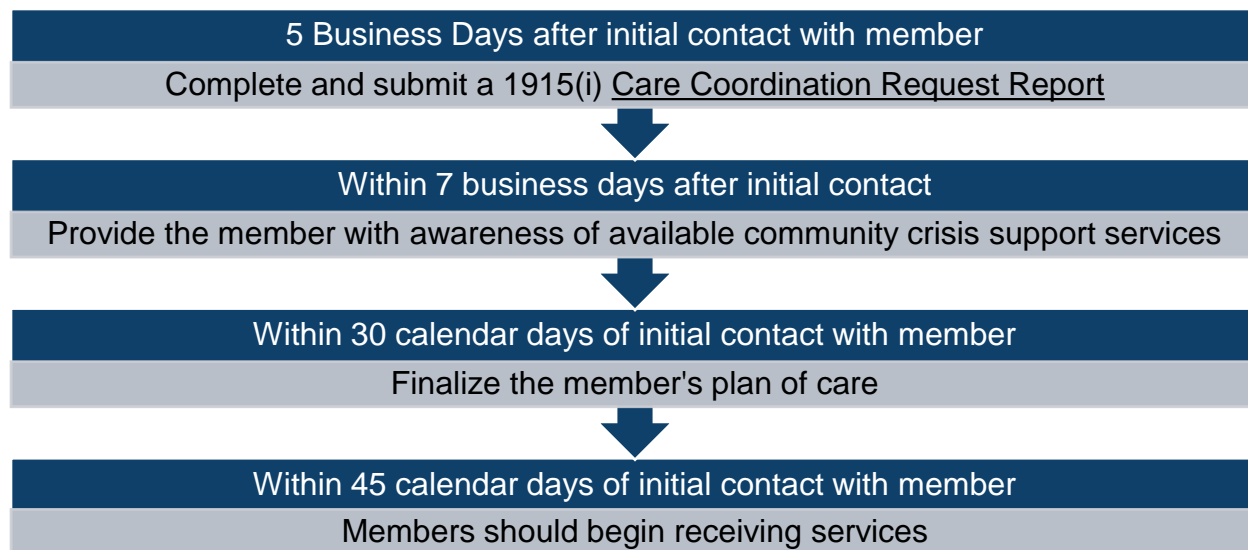 5 Business Days after initial contact with member
Complete and submit a 1915(i) Care Coordination Request Report
Within 7 business days after initial contact
Provide the member with awareness of available community crisis support services
Within 30 calendar days of initial contact with member
Finalize the member's plan of care
Within 45 calendar days of initial contact with member
Members should begin receiving services